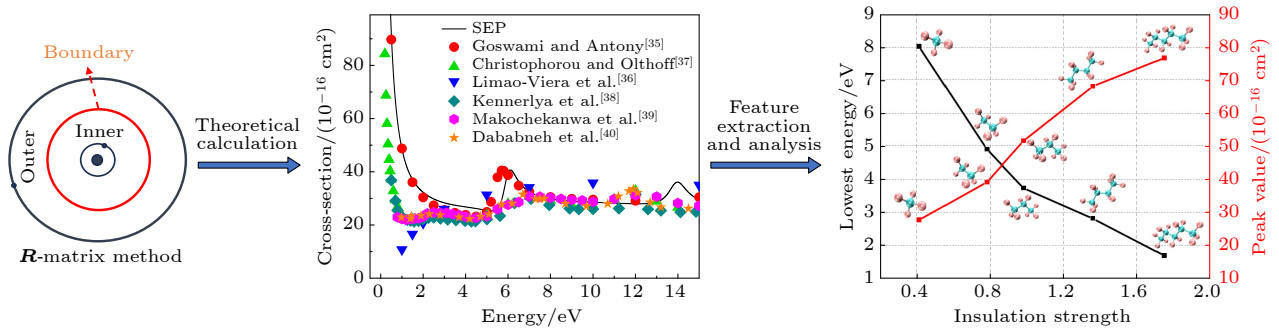 Boundary
Inner
Outer
R-matrix method
Theoretical
calculation
Cross-section/(10⁻¹⁶ cm²)
80
60
40
20
0
SEP
Goswami and Antony[35]
Christophorou and Olthoff[37]
Limao-Viera et al.[36]
Kennerlya et al.[38]
Makochekanwa et al.[39]
Dababneh et al.[40]
0 2 4 6 8 10 12 14
Energy/eV
Feature
extraction
and analysis
Lowest energy/eV
9
8
7
6
5
4
3
2
1
0.4 0.8 1.2 1.6 2.0
Insulation strength
90
80
70
60
50
40
30
20
10
Peak value/(10⁻¹⁶ cm²)